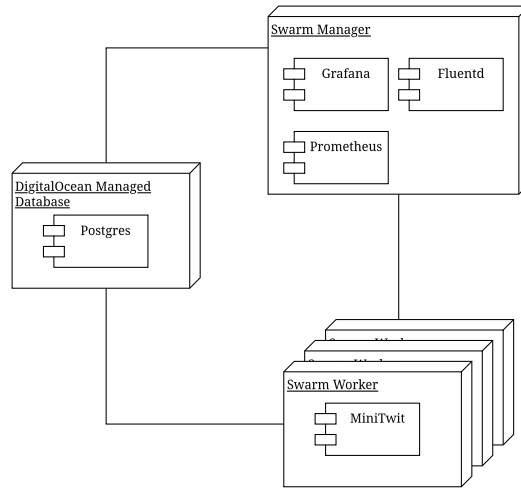 Swarm Manager
Grafana
Fluentd
Prometheus
DigitalOcean Managed
Database
Postgres
Swarm Worker
MiniTwit